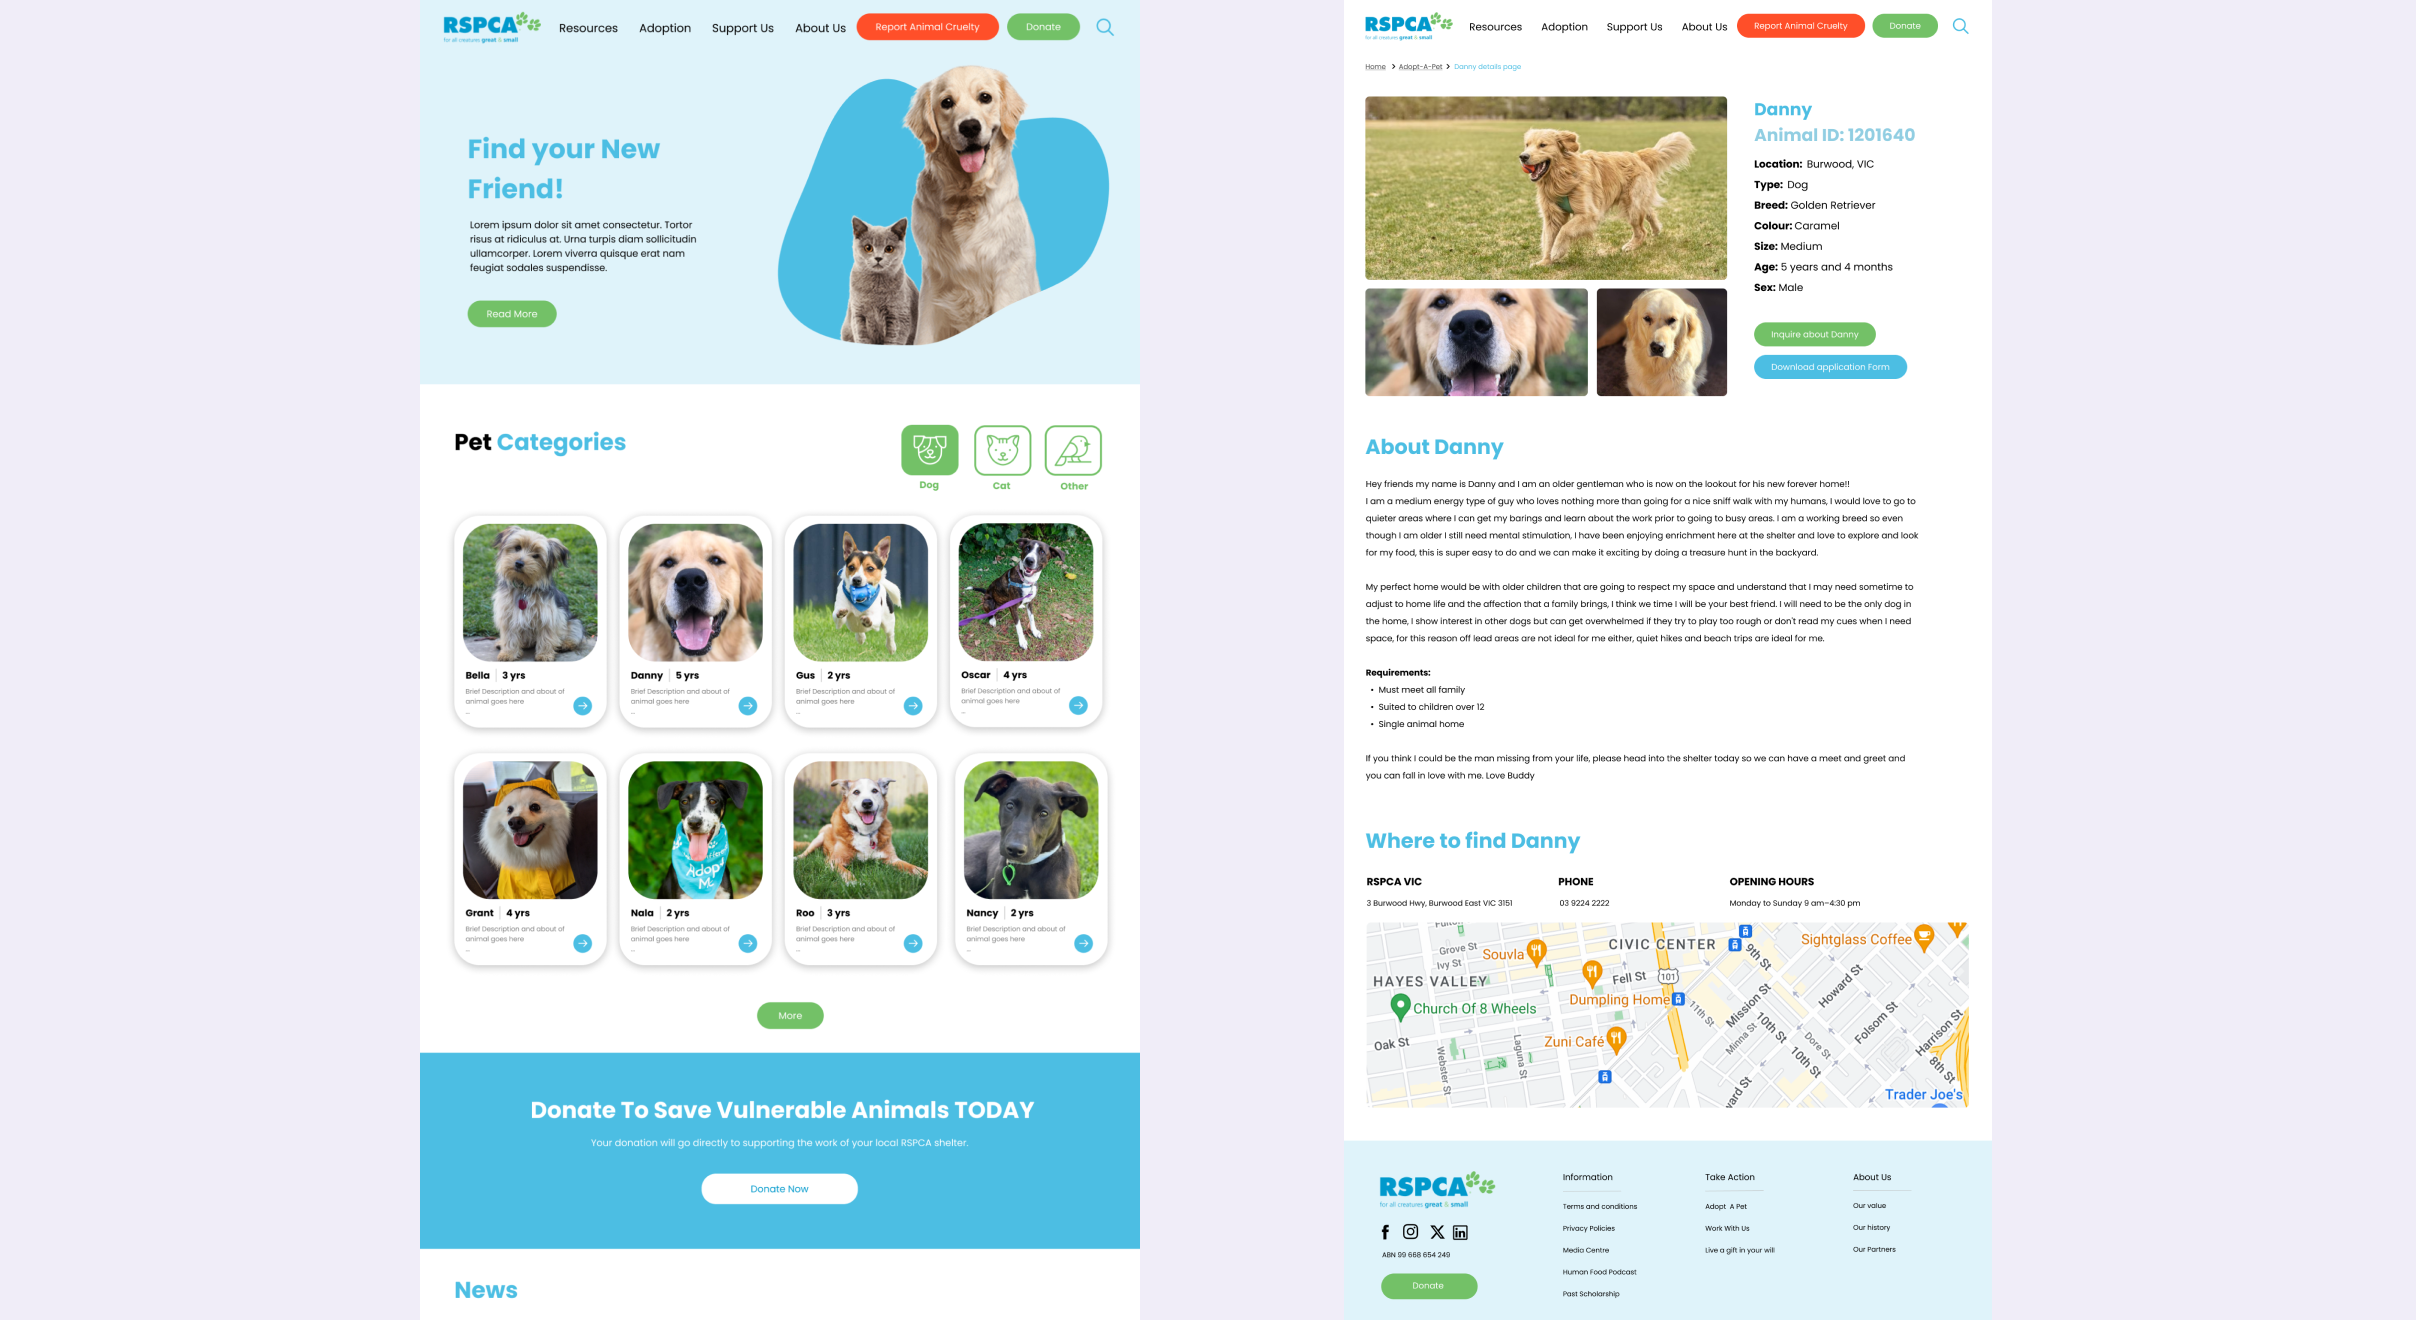 RSPCA
for all creatures great & small
Resources
Adoption
Support Us
About Us
Report Animal Cruelty
Donate
Find your New
Friend!
Lorem ipsum dolor sit amet consectetur. Tortor
risus at ridiculus at. Urna turpis diam sollicitudin
ullamcorper. Lorem viverra quisque erat nam
feugiat sodales suspendisse.
Read More
Pet Categories
Dog
Cat
Other
Bella | 3 yrs
Brief Description and about of
animal goes here
...
Danny | 5 yrs
Brief Description and about of
animal goes here
...
Gus | 2 yrs
Brief Description and about of
animal goes here
...
Oscar | 4 yrs
Brief Description and about of
animal goes here
...
Grant | 4 yrs
Brief Description and about of
animal goes here
...
Adopt
M
Nala | 2 yrs
Brief Description and about of
animal goes here
...
Roo | 3 yrs
Brief Description and about of
animal goes here
...
Nancy | 2 yrs
Brief Description and about of
animal goes here
...
More
Donate To Save Vulnerable Animals TODAY
Your donation will go directly to supporting the work of your local RSPCA shelter.
Donate Now
News
RSPCA
for all creatures great & small
Resources
Adoption
Support Us
About Us
Report Animal Cruelty
Donate
Home > Adopt-A-Pet > Danny details page
Danny
Animal ID: 1201640
Location: Burwood, VIC
Type: Dog
Breed: Golden Retriever
Colour: Caramel
Size: Medium
Age: 5 years and 4 months
Sex: Male
Inquire about Danny
Download application Form
About Danny
Hey friends my name is Danny and I am an older gentleman who is now on the lookout for his new forever home!!
I am a medium energy type of guy who loves nothing more than going for a nice sniff walk with my humans, I would love to go to
quieter areas where I can get my barings and learn about the work prior to going to busy areas. I am a working breed so even
though I am older I still need mental stimulation, I have been enjoying enrichment here at the shelter and love to explore and look
for my food, this is super easy to do and we can make it exciting by doing a treasure hunt in the backyard.
My perfect home would be with older children that are going to respect my space and understand that I may need sometime to
adjust to home life and the affection that a family brings, I think we time I will be your best friend. I will need to be the only dog in
the home, I show interest in other dogs but can get overwhelmed if they try to play too rough or don't read my cues when I need
space, for this reason off lead areas are not ideal for me either, quiet hikes and beach trips are ideal for me.
Requirements:
• Must meet all family
• Suited to children over 12
• Single animal home
If you think I could be the man missing from your life, please head into the shelter today so we can have a meet and greet and
you can fall in love with me. Love Buddy
Where to find Danny
RSPCA VIC
3 Burwood Hwy, Burwood East VIC 3151
PHONE
03 9224 2222
OPENING HOURS
Monday to Sunday 9 am–4:30 pm
Grove St
Ivy St
Souvla
CIVIC CENTER
9th St
Sightglass Coffee
HAYES VALLEY
Fell St
101
Howard St
Church Of 8 Wheels
Dumpling Home
11th St
Mission St
10th St
Folsom St
Harrison St
Oak St
Webster St
Laguna St
Zuni Café
Minna St
10th St
Dore St
8th St
ward St
Trader Joe's
RSPCA
for all creatures great & small
ABN 99 668 654 249
Donate
Information
Terms and conditions
Privacy Policies
Media Centre
Human Food Podcast
Past Scholarship
Take Action
Adopt A Pet
Work With Us
Live a gift in your will
About Us
Our value
Our history
Our Partners